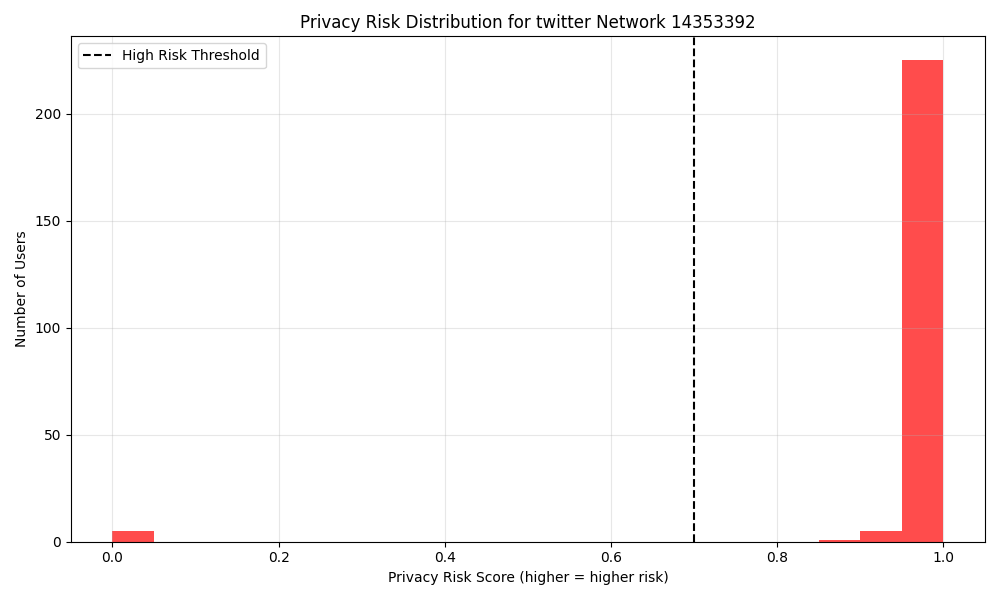 Privacy Risk Distribution for twitter Network 14353392
High Risk Threshold
Number of Users
200
150
100
50
0
0.0 0.2 0.4 0.6 0.8 1.0
Privacy Risk Score (higher = higher risk)